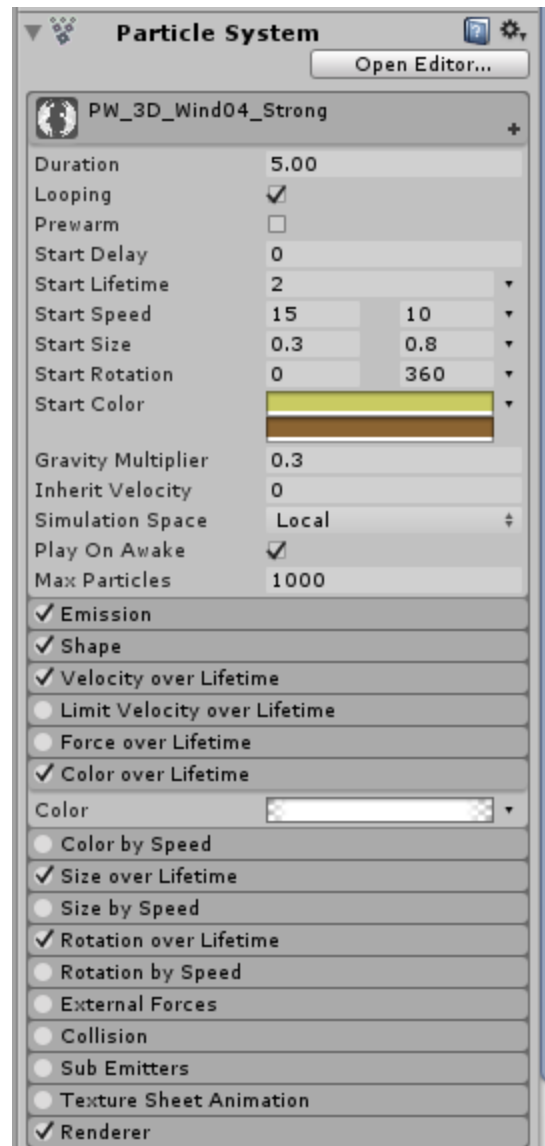 Particle System
Open Editor...
PW_3D_Wind04_Strong
Duration 5.00
Looping
Prewarm
Start Delay 0
Start Lifetime 2
Start Speed 15 10
Start Size 0.3 0.8
Start Rotation 0 360
Start Color
Gravity Multiplier 0.3
Inherit Velocity 0
Simulation Space Local
Play On Awake
Max Particles 1000
Emission
Shape
Velocity over Lifetime
Limit Velocity over Lifetime
Force over Lifetime
Color over Lifetime
Color
Color by Speed
Size over Lifetime
Size by Speed
Rotation over Lifetime
Rotation by Speed
External Forces
Collision
Sub Emitters
Texture Sheet Animation
Renderer